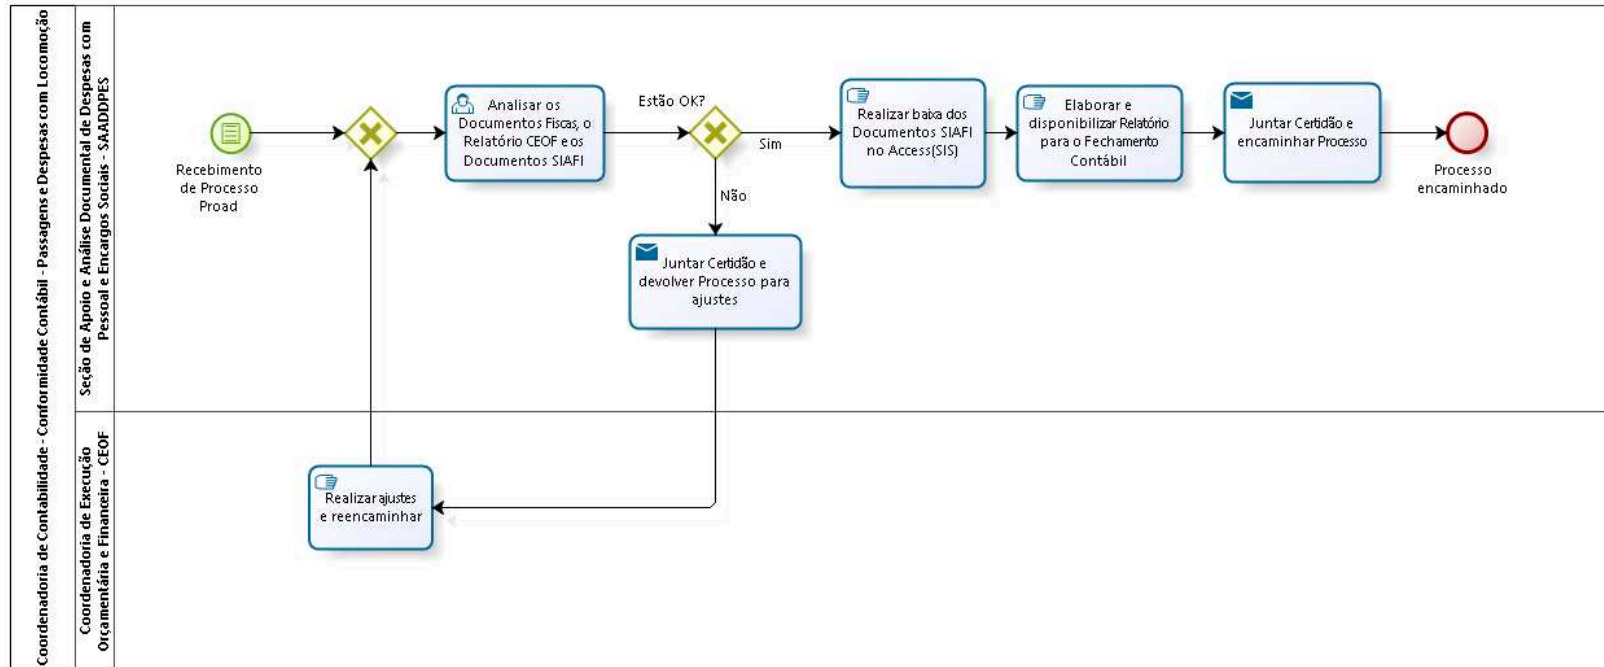 Coordenadoria de Contabilidade - Conformidade Contábil - Passagens e Despesas com Locomoção
Seção de Apoio e Análise Documental de Despesas com
Pessoal e Encargos Sociais - SAADDPES
Recebimento
de Processo
Proad
Analisar os
Documentos Fiscas, o
Relatório CEOF e os
Documentos SIAFI
Estão OK?
Sim
Não
Realizar baixa dos
Documentos SIAFI
no Access(SIS)
Elaborar e
disponibilizar Relatório
para o Fechamento
Contábil
Juntar Certidão e
encaminhar Processo
Processo
encaminhado
Juntar Certidão e
devolver Processo para
ajustes
Coordenadoria de Execução
Orçamentária e Financeira - CEOF
Realizar ajustes
e reencaminhar